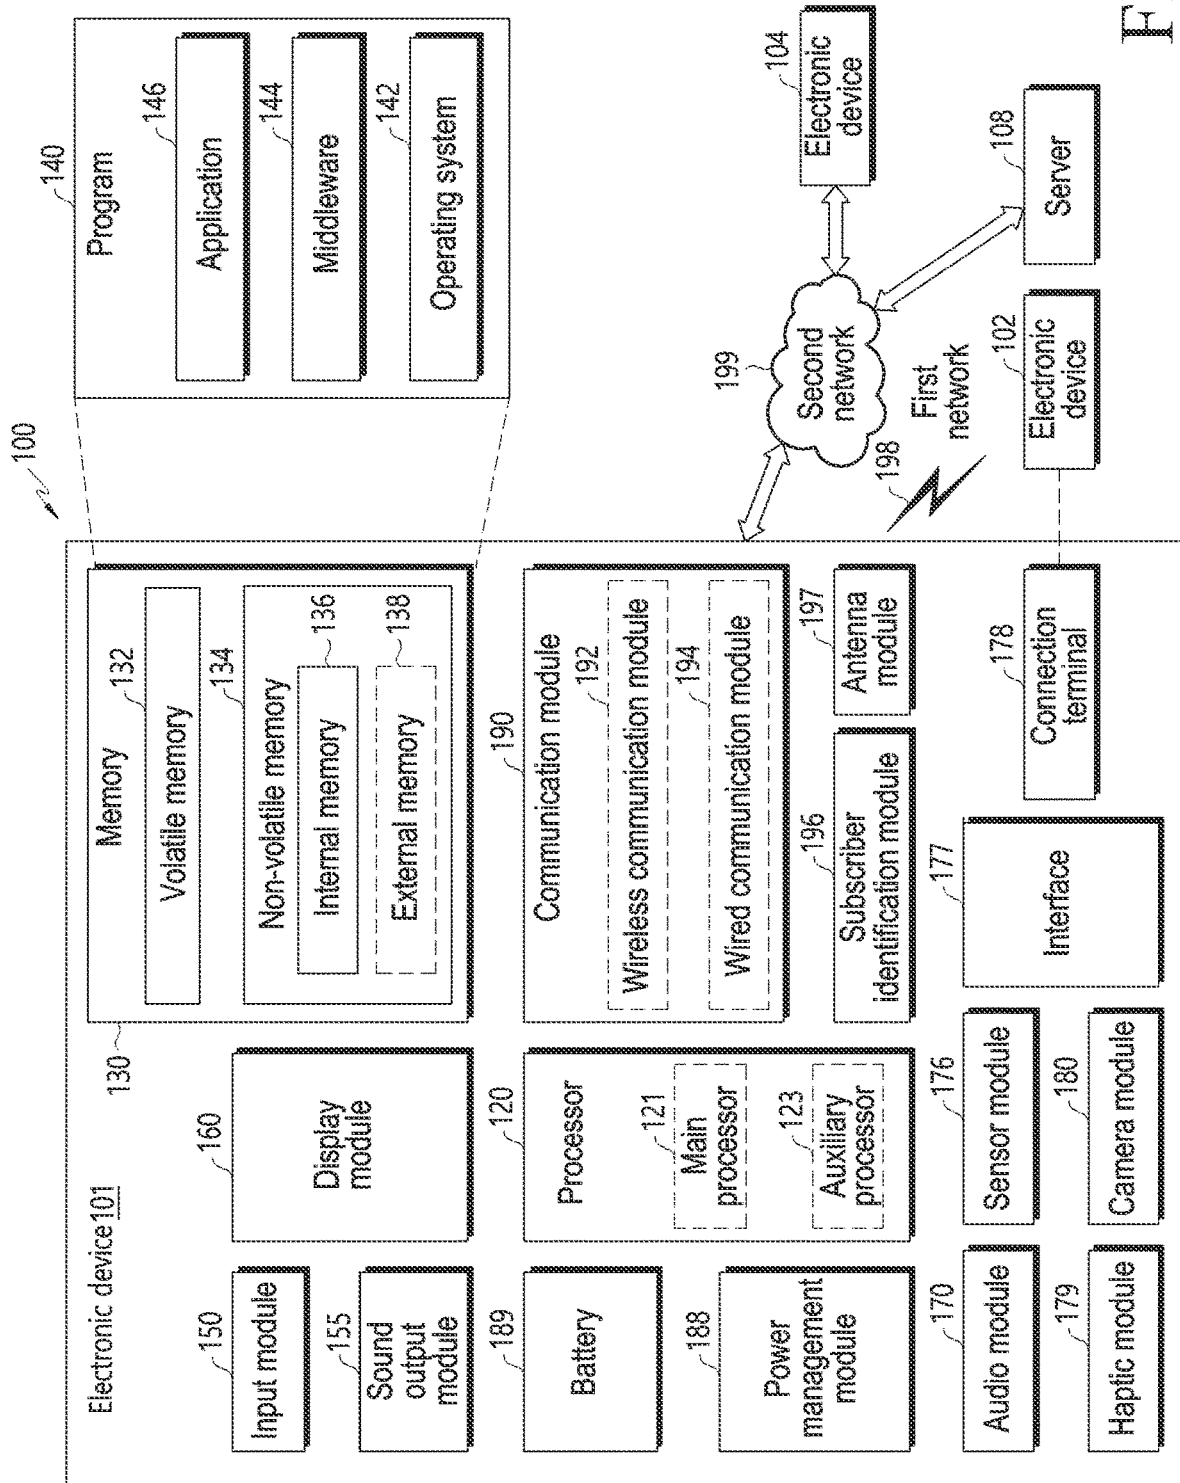 100
140
Program
146
Application
144
Middleware
142
Operating system
Electronic device 101
130
Memory
132
Volatile memory
134
Non-volatile memory
136
Internal memory
138
External memory
150
Input module
155
Sound
output
module
160
Display
module
189
Battery
188
Power
management
module
120
Processor
121
Main
processor
123
Auxiliary
processor
190
Communication module
192
Wireless communication module
194
Wired communication module
196
Subscriber
identification module
197
Antenna
module
170
Audio module
176
Sensor module
179
Haptic module
180
Camera module
177
Interface
178
Connection
terminal
199
Second
network
198
First
network
104
Electronic
device
102
Electronic
device
108
Server
F